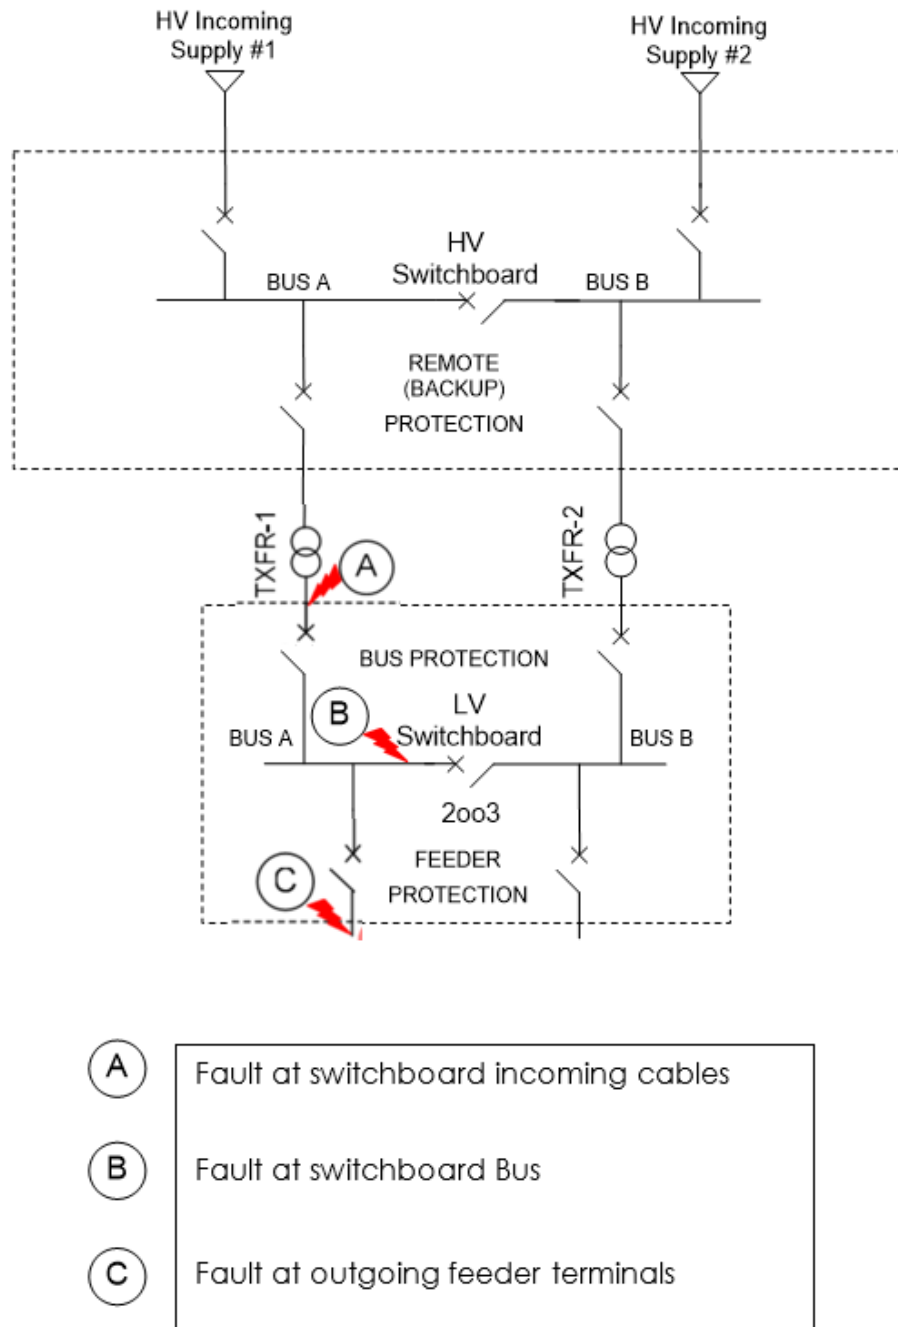 HV Incoming
Supply #1
HV Incoming
Supply #2
HV
Switchboard
BUS A
BUS B
REMOTE
(BACKUP)
PROTECTION
TXFR-1
TXFR-2
A
BUS PROTECTION
B
LV
Switchboard
BUS A
BUS B
2oo3
C
FEEDER
PROTECTION
A Fault at switchboard incoming cables
B Fault at switchboard Bus
C Fault at outgoing feeder terminals